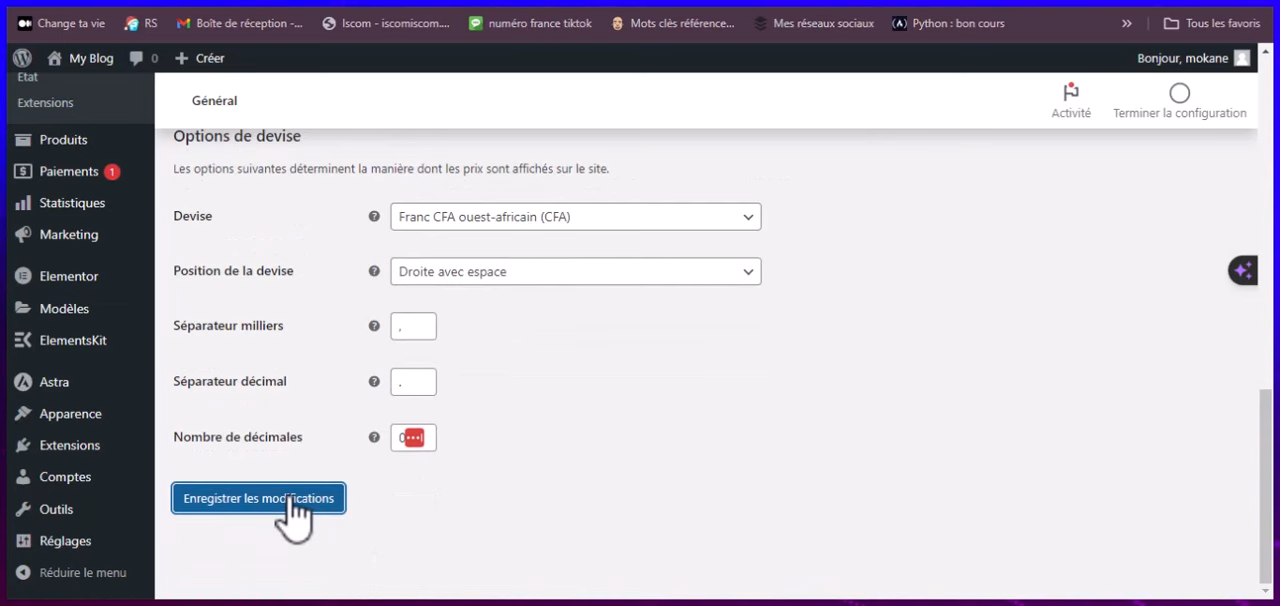 Change ta vie RS Boîte de réception -... Iscom - iscomiscom.... numéro france tiktok Mots clés référence... Mes réseaux sociaux Python : bon cours » Tous les favoris
My Blog 0 + Créer Bonjour, mokane
Etat
Extensions
Produits
Paiements 1
Statistiques
Marketing
Elementor
Modèles
ElementsKit
Astra
Apparence
Extensions
Comptes
Outils
Réglages
Réduire le menu
Général
Activité
Terminer la configuration
Options de devise
Les options suivantes déterminent la manière dont les prix sont affichés sur le site.
Devise ? Franc CFA ouest-africain (CFA)
Position de la devise ? Droite avec espace
Séparateur milliers ? ,
Séparateur décimal ?
Nombre de décimales ? 0
Enregistrer les modifications